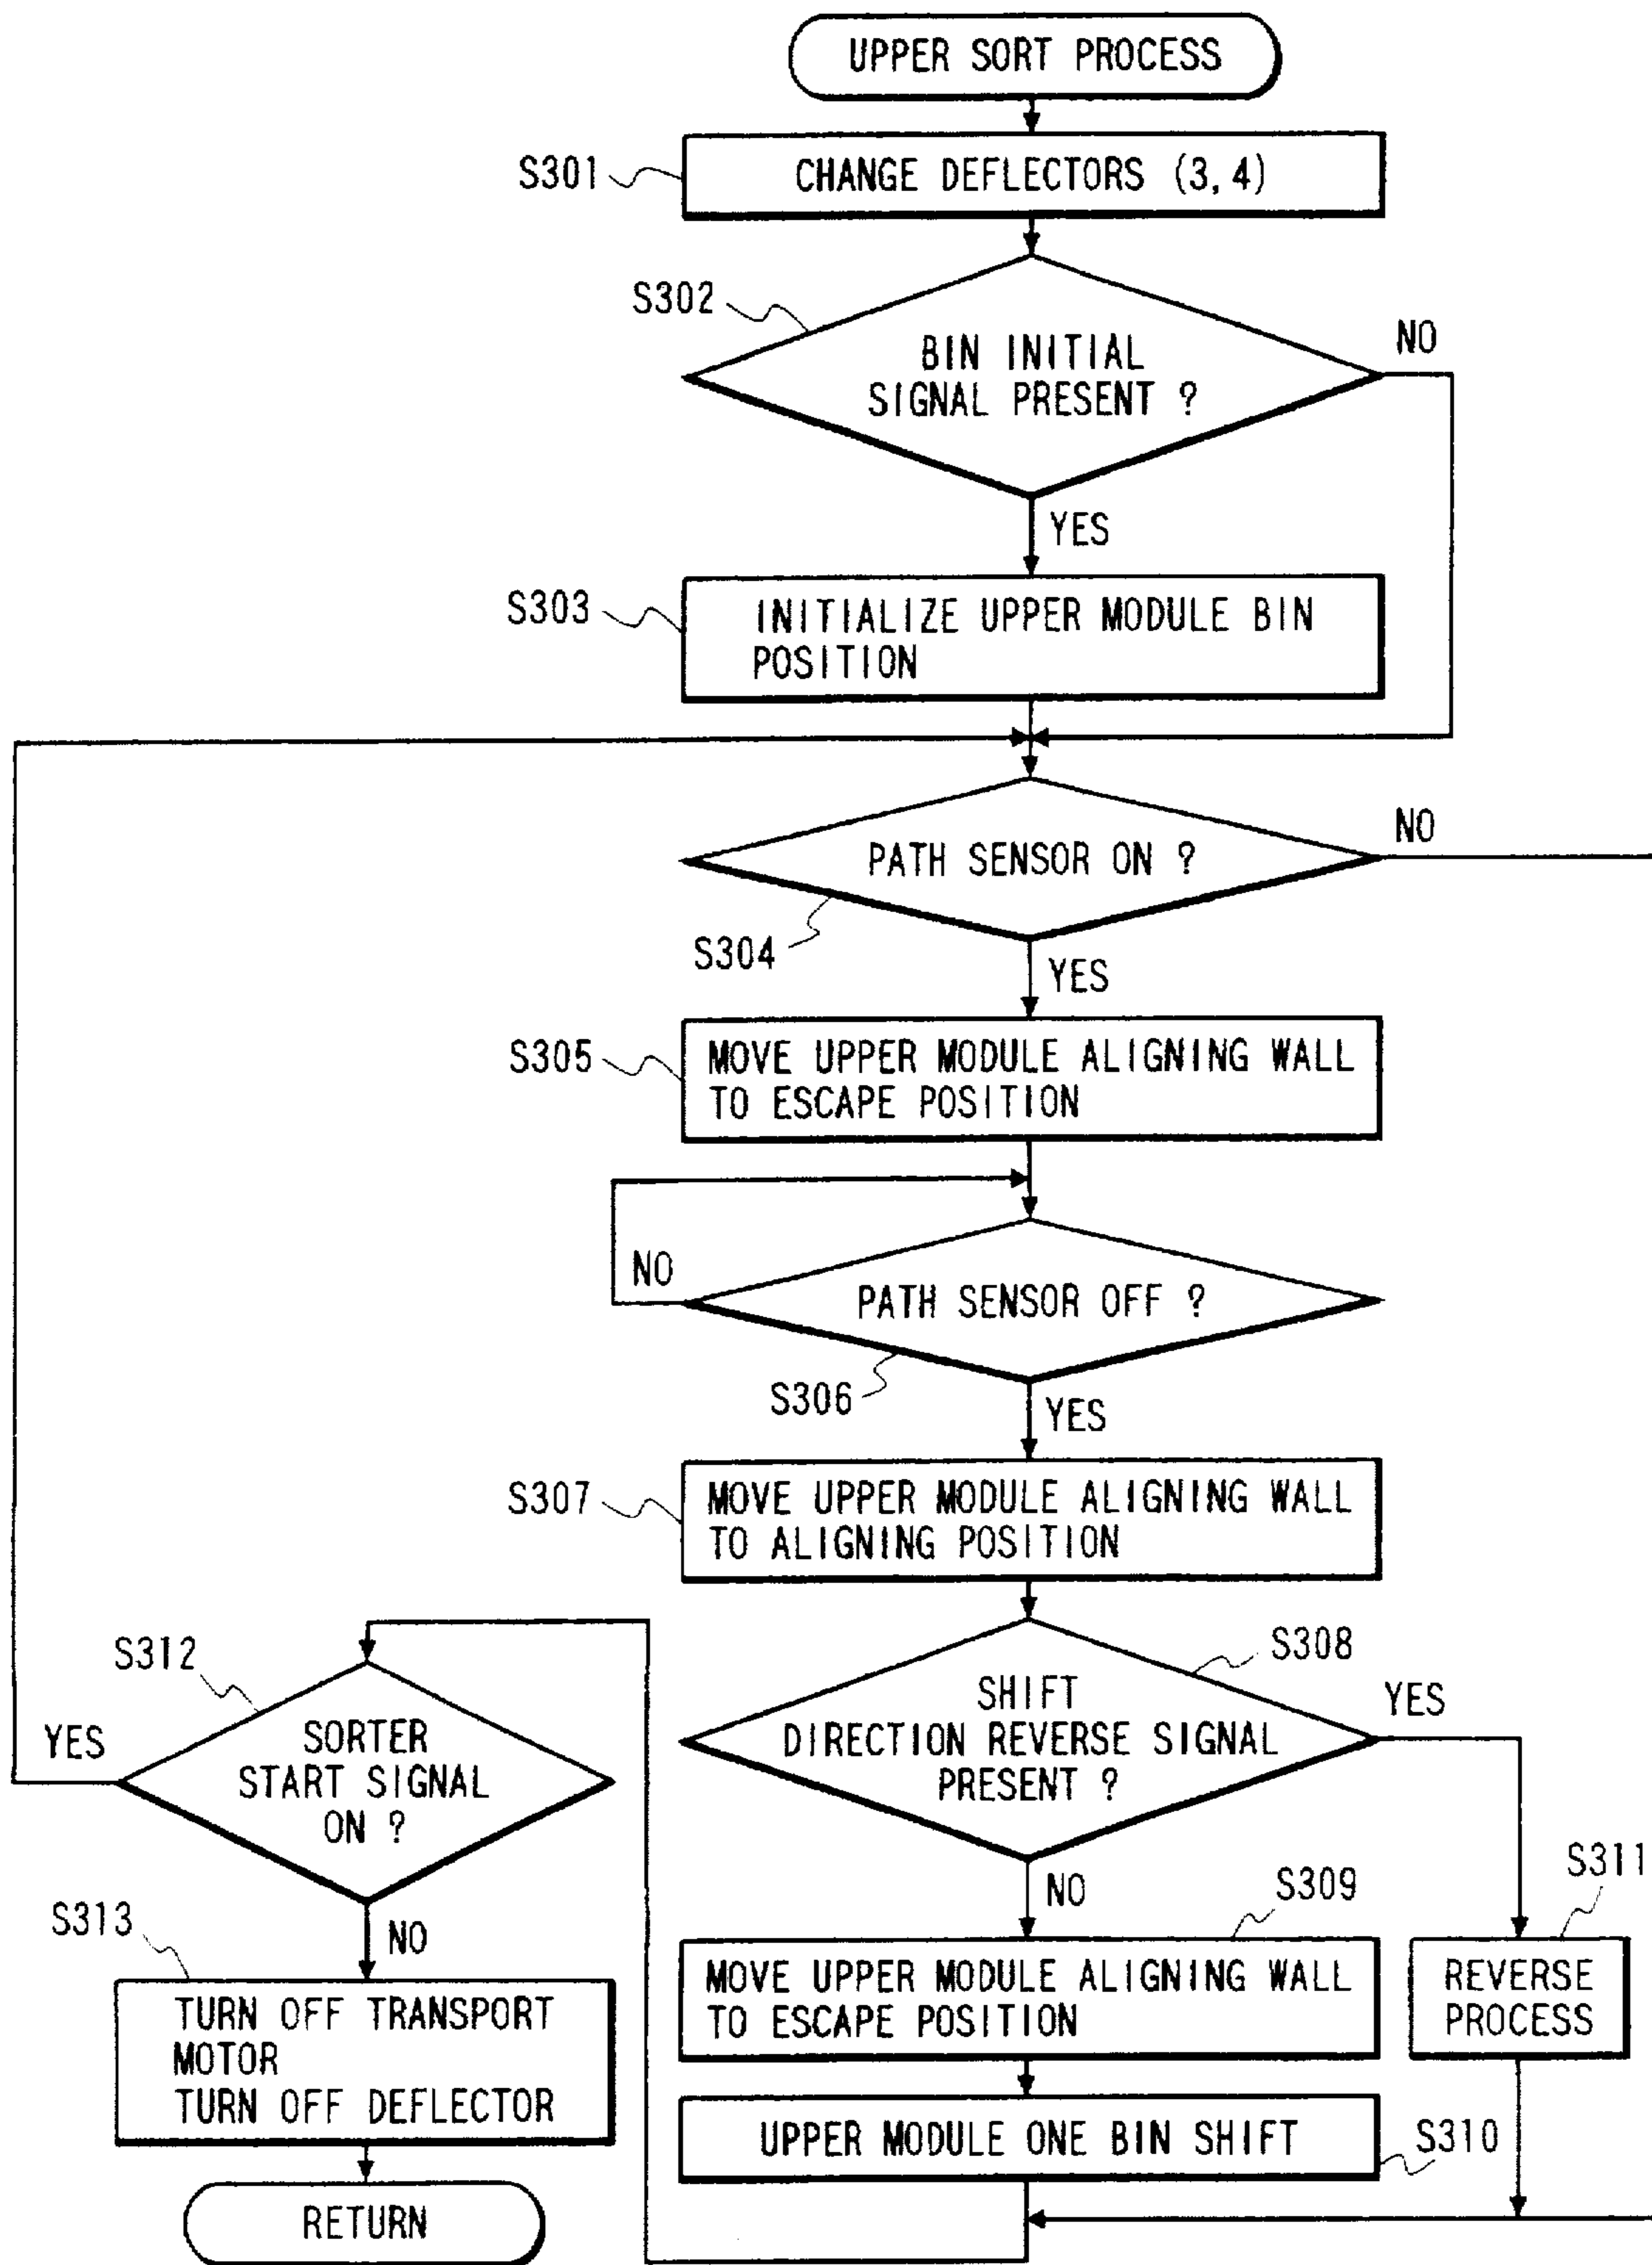 UPPER SORT PROCESS
S301
CHANGE DEFLECTORS (3, 4)
S302
BIN INITIAL
SIGNAL PRESENT ?
NO
YES
S303
INITIALIZE UPPER MODULE BIN
POSITION
PATH SENSOR ON ?
NO
S304
YES
S305
MOVE UPPER MODULE ALIGNING WALL
TO ESCAPE POSITION
NO
PATH SENSOR OFF ?
S306
YES
S307
MOVE UPPER MODULE ALIGNING WALL
TO ALIGNING POSITION
S308
SHIFT
DIRECTION REVERSE SIGNAL
PRESENT ?
YES
NO
S312
YES
SORTER
START SIGNAL
ON ?
NO
S309
MOVE UPPER MODULE ALIGNING WALL
TO ESCAPE POSITION
S311
REVERSE
PROCESS
S313
TURN OFF TRANSPORT
MOTOR
TURN OFF DEFLECTOR
UPPER MODULE ONE BIN SHIFT
S310
RETURN